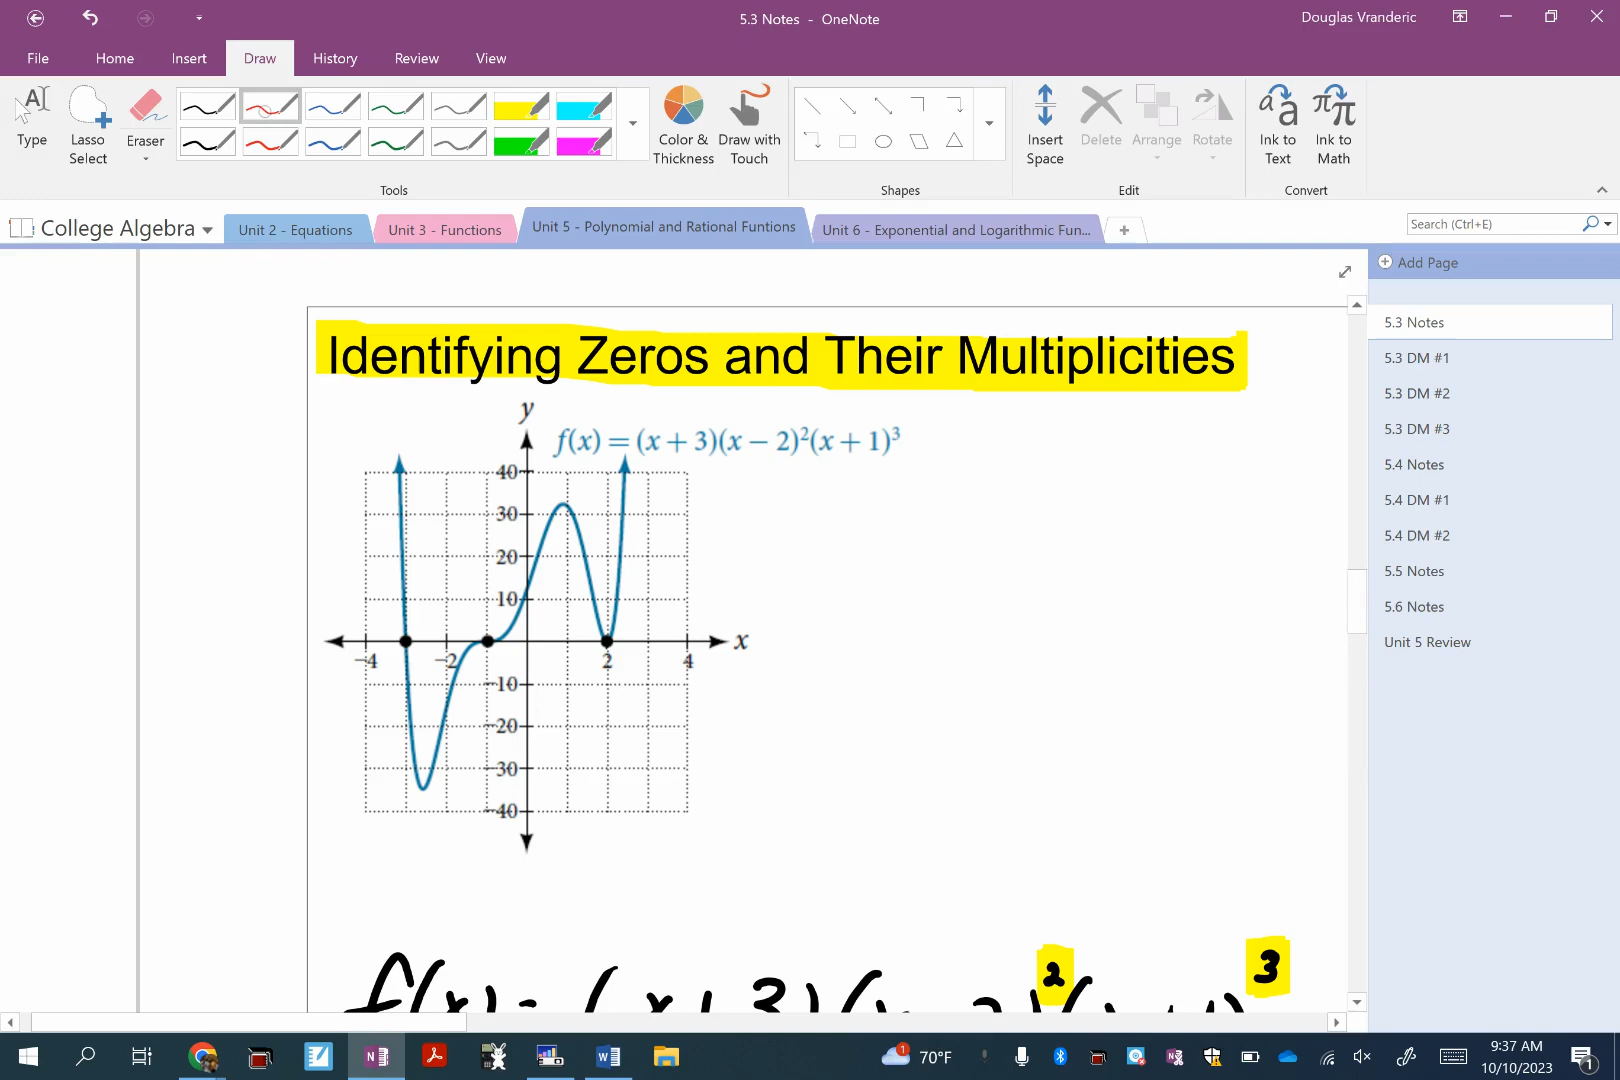 5.3 Notes - OneNote
Douglas Vranderic
File Home Insert Draw History Review View
Type
Lasso Select
Eraser
Color & Thickness
Draw with Touch
Insert Space
Delete
Arrange
Rotate
Ink to Text
Ink to Math
Tools
Shapes
Edit
Convert
College Algebra
Unit 2 - Equations
Unit 3 - Functions
Unit 5 - Polynomial and Rational Funtions
Unit 6 - Exponential and Logarithmic Fun...
Search (Ctrl+E)
Add Page
5.3 Notes
5.3 DM #1
5.3 DM #2
5.3 DM #3
5.4 Notes
5.4 DM #1
5.4 DM #2
5.5 Notes
5.6 Notes
Unit 5 Review
Identifying Zeros and Their Multiplicities
y
f(x) = (x + 3)(x − 2)²(x + 1)³
40
30
20
10
x
−4 −2 2 4
−10
−20
−30
−40
f(x) = (x+3)(x-2)²(x+1)³
70°F
9:37 AM
10/10/2023